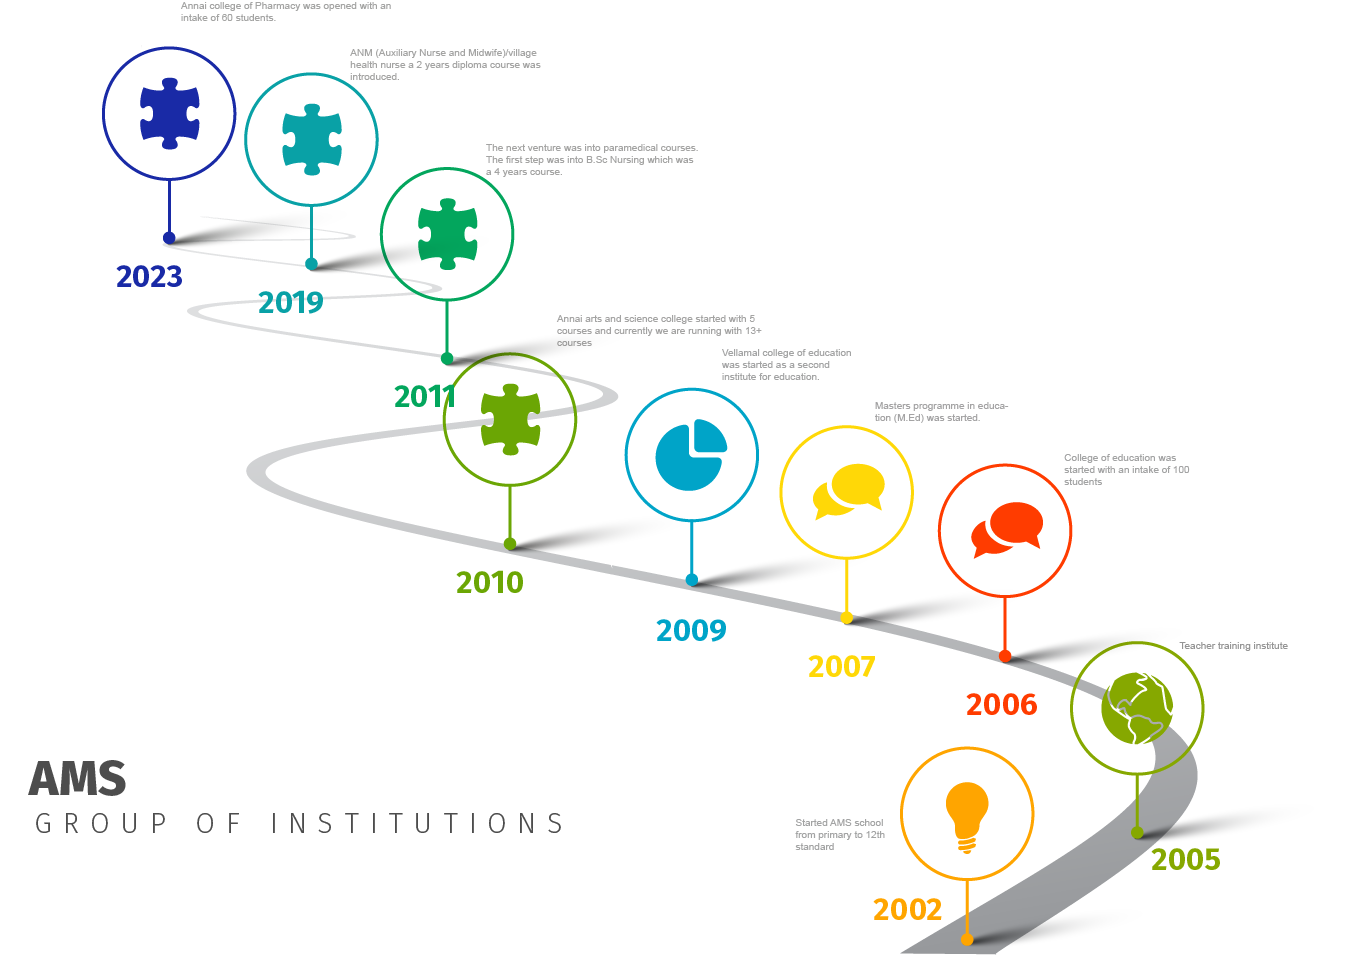 Annai college of Pharmacy was opened with an
intake of 60 students.
2023
ANM (Auxiliary Nurse and Midwife)/village
health nurse a 2 years diploma course was
introduced.
2019
The next venture was into paramedical courses.
The first step was into B.Sc Nursing which was
a 4 years course.
2011
Annai arts and science college started with 5
courses and currently we are running with 13+
courses
2010
Vellamal college of education
was started as a second
institute for education.
2009
Masters programme in educa-
tion (M.Ed) was started.
2007
College of education was
started with an intake of 100
students
2006
Teacher training institute
2005
Started AMS school
from primary to 12th
standard
2002
AMS
GROUP OF INSTITUTIONS